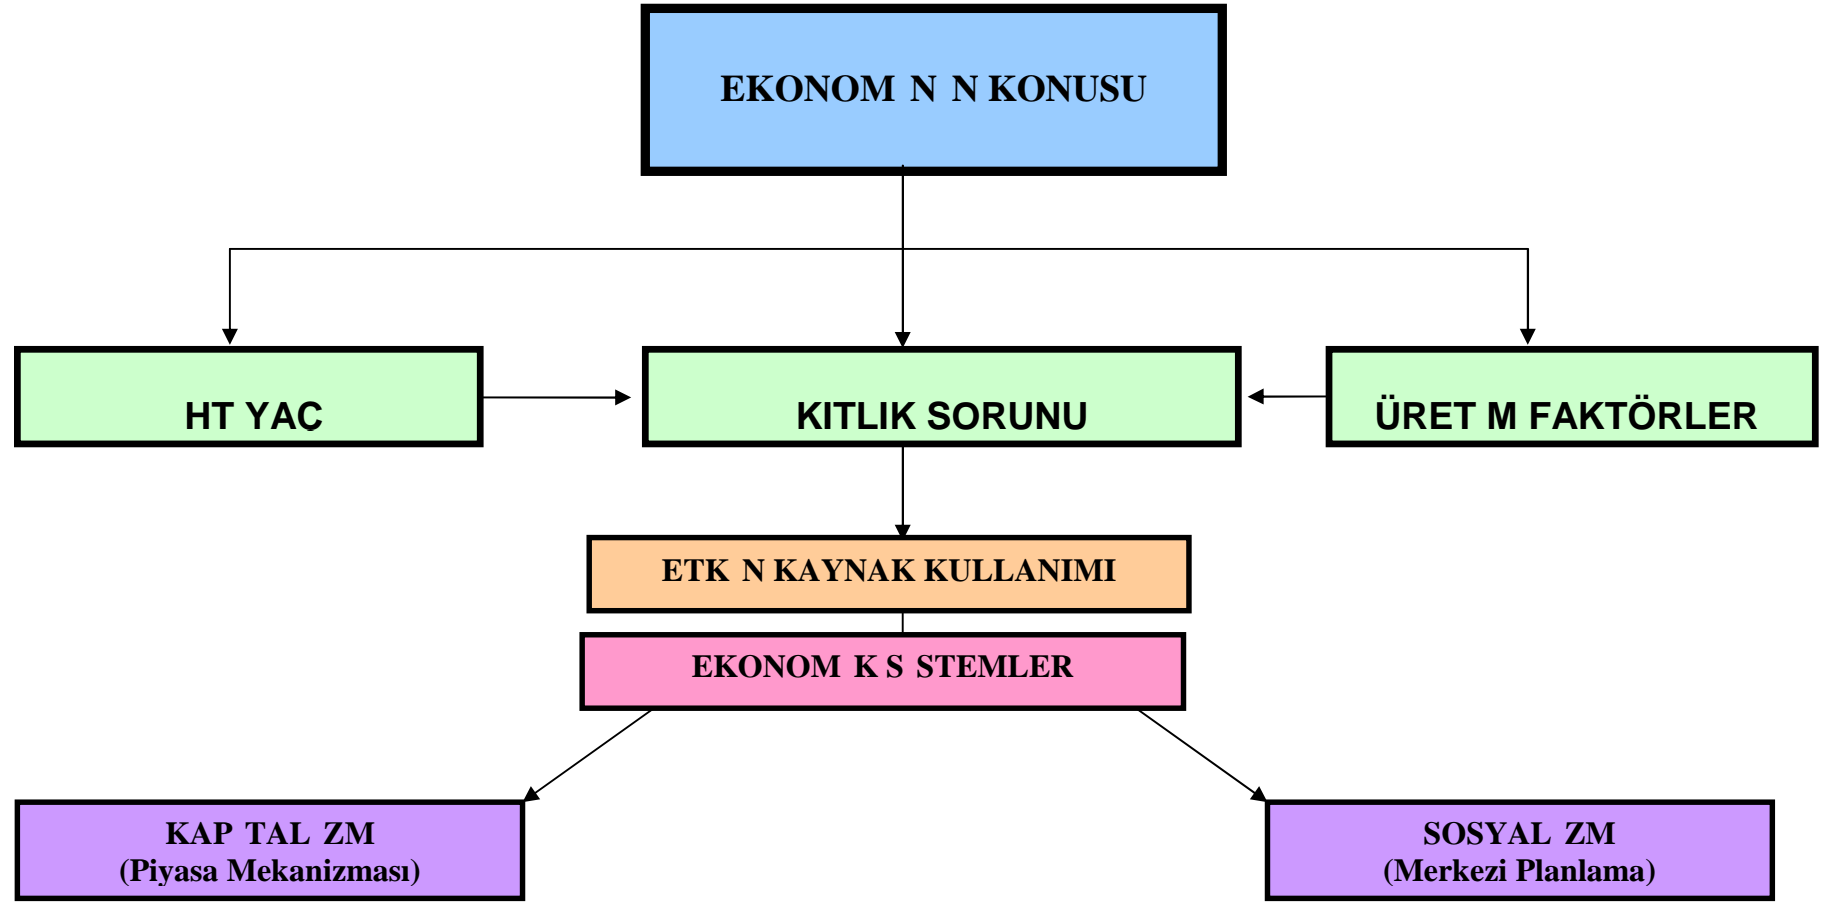 EKONOM N N KONUSU
HT YAÇ
KITLIK SORUNU
ÜRET M FAKTÖRLER
ETK N KAYNAK KULLANIMI
EKONOM K S STEMLER
KAP TAL ZM
(Piyasa Mekanizması)
SOSYAL ZM
(Merkezi Planlama)